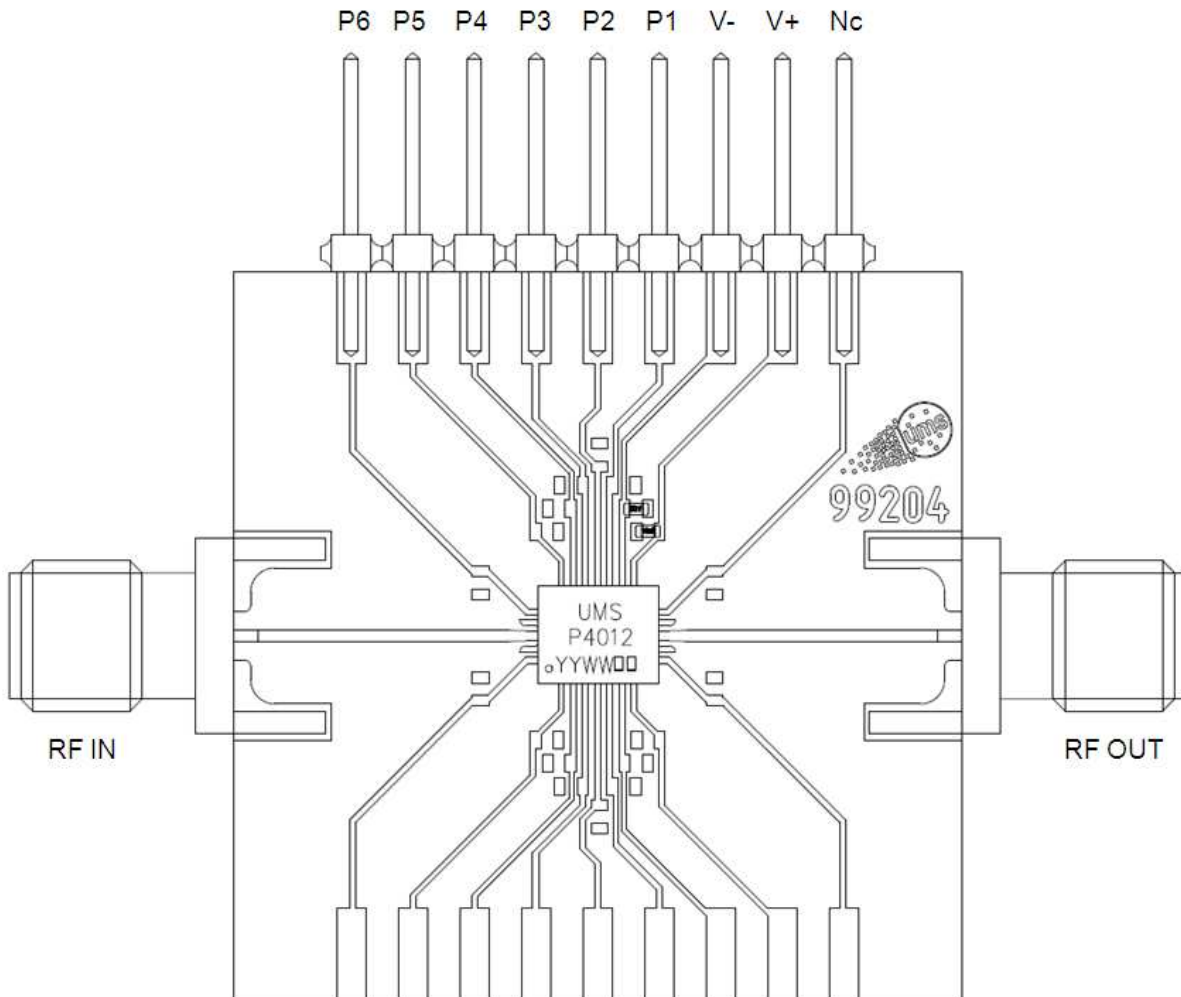 P6 P5 P4 P3 P2 P1 V- V+ Nc
ums
99204
UMS
P4012
YYWW
RF IN
RF OUT